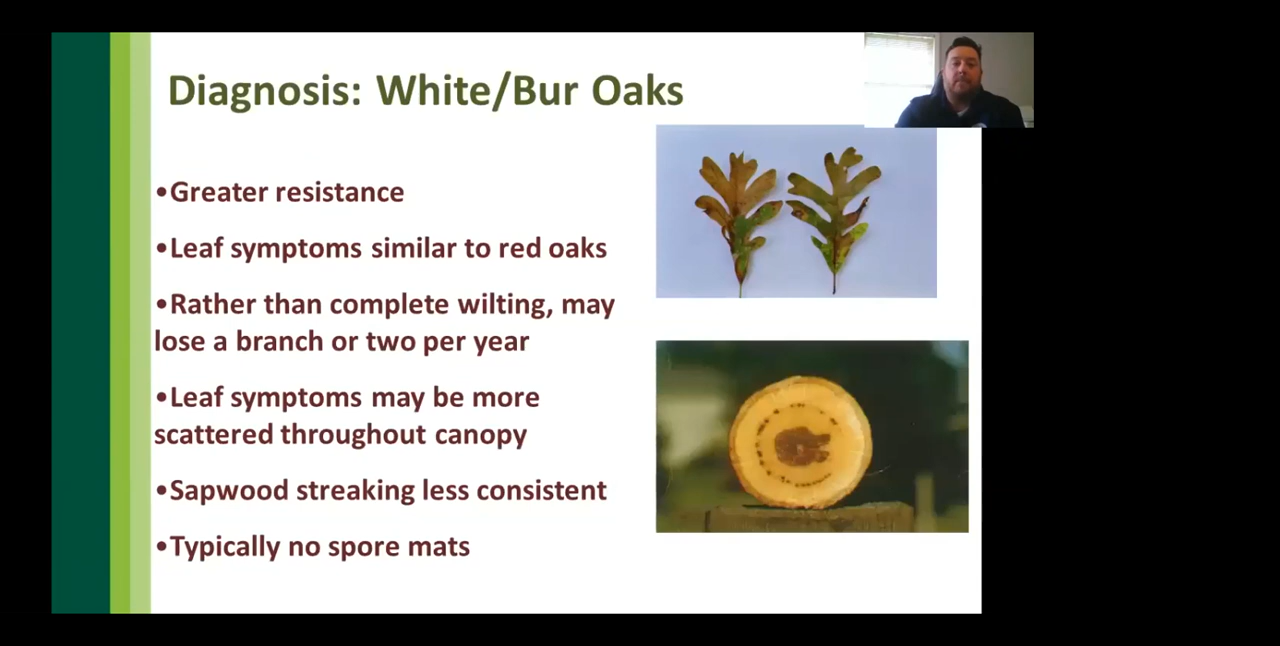 Diagnosis: White/Bur Oaks
•Greater resistance
•Leaf symptoms similar to red oaks
•Rather than complete wilting, may
lose a branch or two per year
•Leaf symptoms may be more
scattered throughout canopy
•Sapwood streaking less consistent
•Typically no spore mats